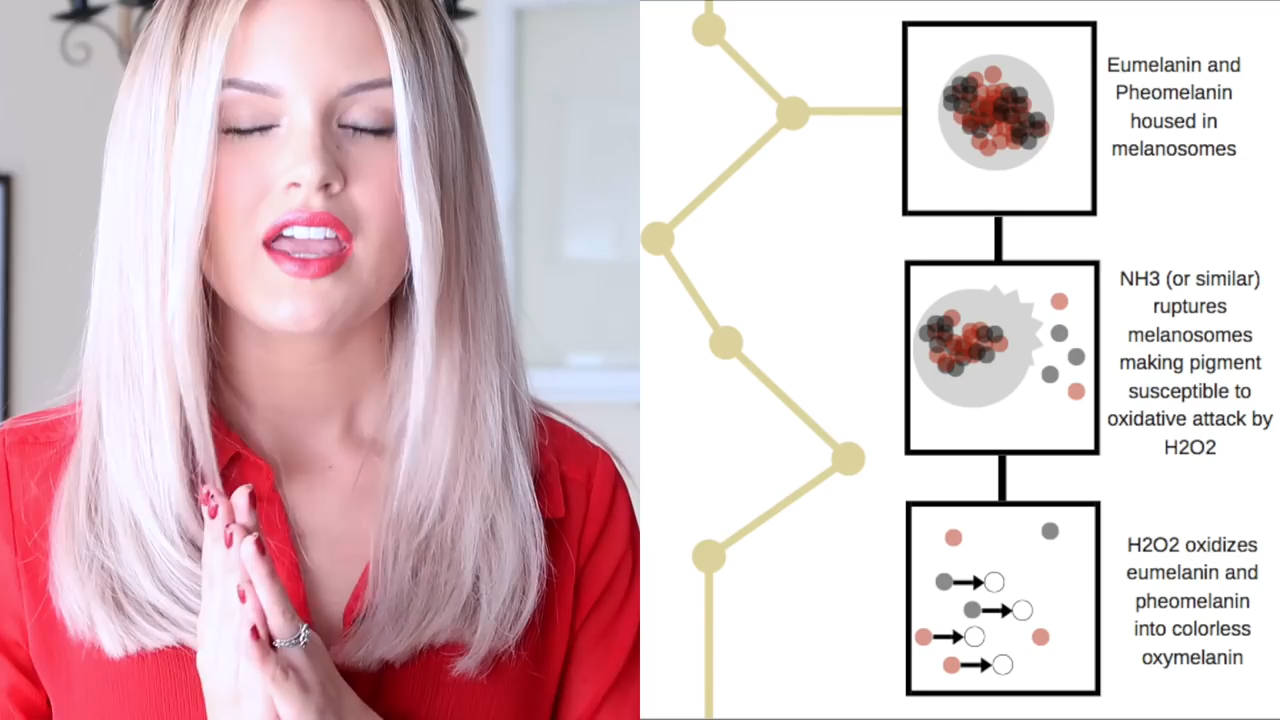 Eumelanin and
Pheomelanin
housed in
melanosomes
NH3 (or similar)
ruptures
melanosomes
making pigment
susceptible to
oxidative attack by
H2O2
H2O2 oxidizes
eumelanin and
pheomelanin
into colorless
oxymelanin